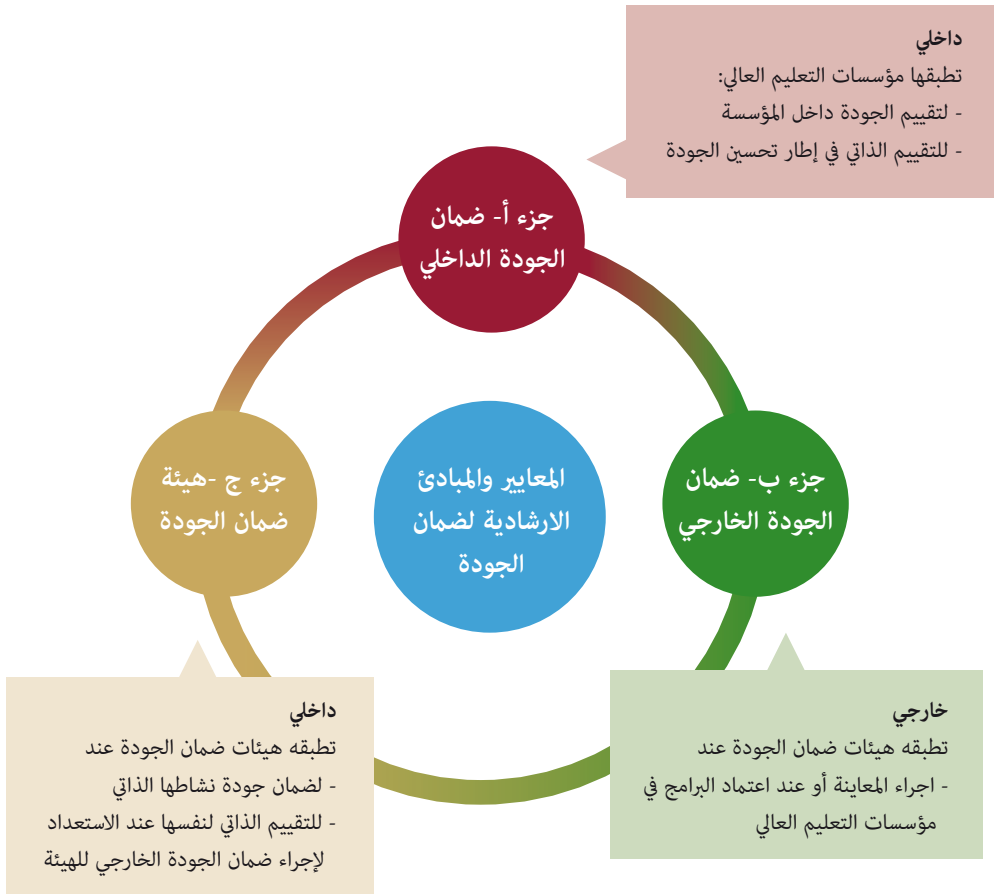 داخلي
تطبقها مؤسسات التعليم العالي:
- لتقييم الجودة داخل المؤسسة
- للتقييم الذاتي في إطار تحسين الجودة
جزء أ- ضمان
الجودة الداخلي
جزء ب- ضمان
الجودة الخارجي
المعايير والمبادئ
الارشادية لضمان
الجودة
جزء ج -هيئة
ضمان الجودة
خارجي
تطبقه هيئات ضمان الجودة عند
- اجراء المعاينة أو عند اعتماد البرامج في
مؤسسات التعليم العالي
داخلي
تطبقه هيئات ضمان الجودة عند
- لضمان جودة نشاطها الذاتي
- للتقييم الذاتي لنفسها عند الاستعداد
لإجراء ضمان الجودة الخارجي للهيئة